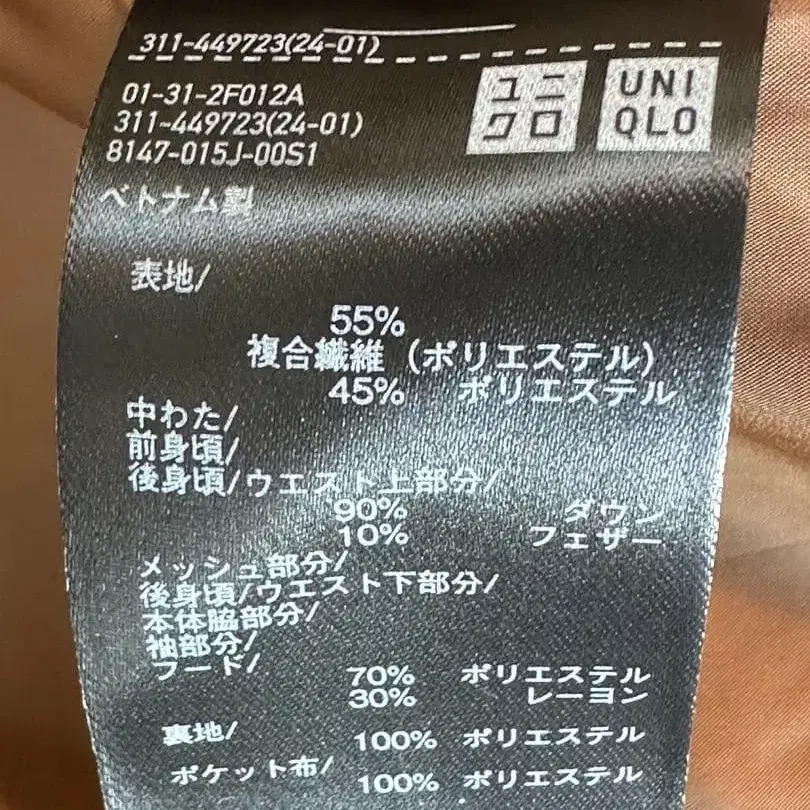 311-449723(24-01)
ユニ
クロ
UNI
QLO
01-31-2F012A
311-449723(24-01)
8147-015J-00S1
ベトナム製
表地/
55%
複合繊維 (ポリエステル)
45% ポリエステル
中わた/
前身頃/
後身頃/ウエスト上部分/
90% ダウン
10% フェザー
メッシュ部分/
後身頃/ウエスト下部分/
本体脇部分/
袖部分/
フード/
70% ポリエステル
30% レーヨン
裏地/
100% ポリエステル
ポケット布/
100% ポリエステル